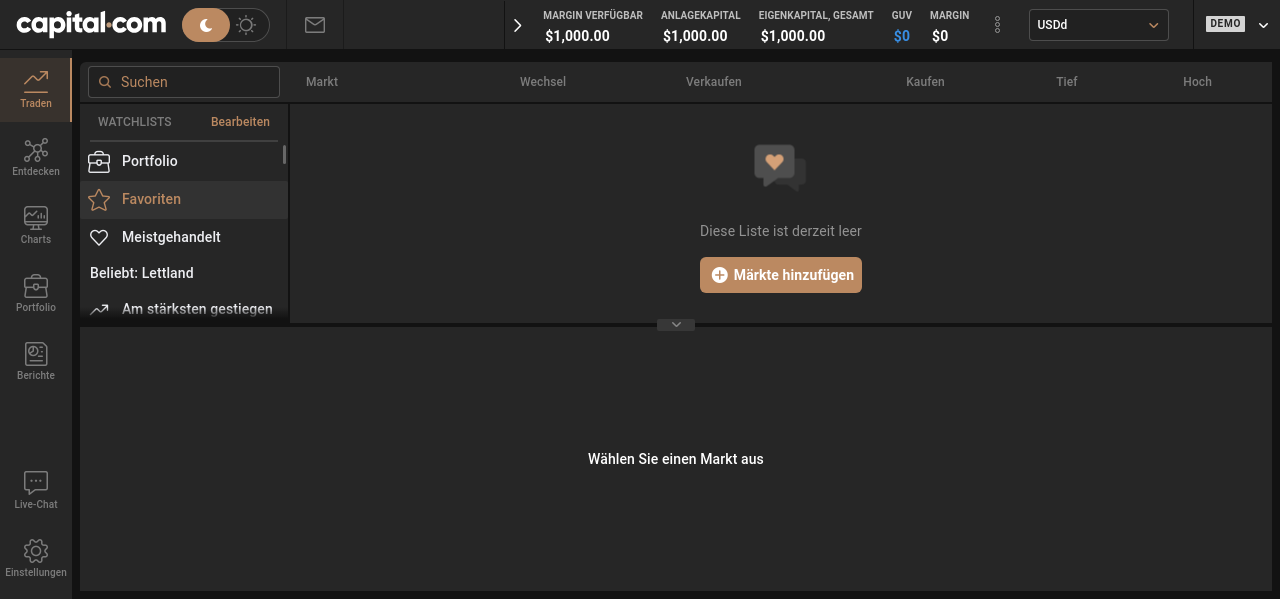 capital.com
MARGIN VERFÜGBAR ANLAGEKAPITAL EIGENKAPITAL, GESAMT GUV MARGIN
$1,000.00 $1,000.00 $1,000.00 $0 $0
USDd
DEMO
Traden
Entdecken
Charts
Portfolio
Berichte
Live-Chat
Einstellungen
Suchen
Markt Wechsel Verkaufen Kaufen Tief Hoch
WATCHLISTS Bearbeiten
Portfolio
Favoriten
Meistgehandelt
Beliebt: Lettland
Am stärksten gestiegen
Diese Liste ist derzeit leer
Märkte hinzufügen
Wählen Sie einen Markt aus